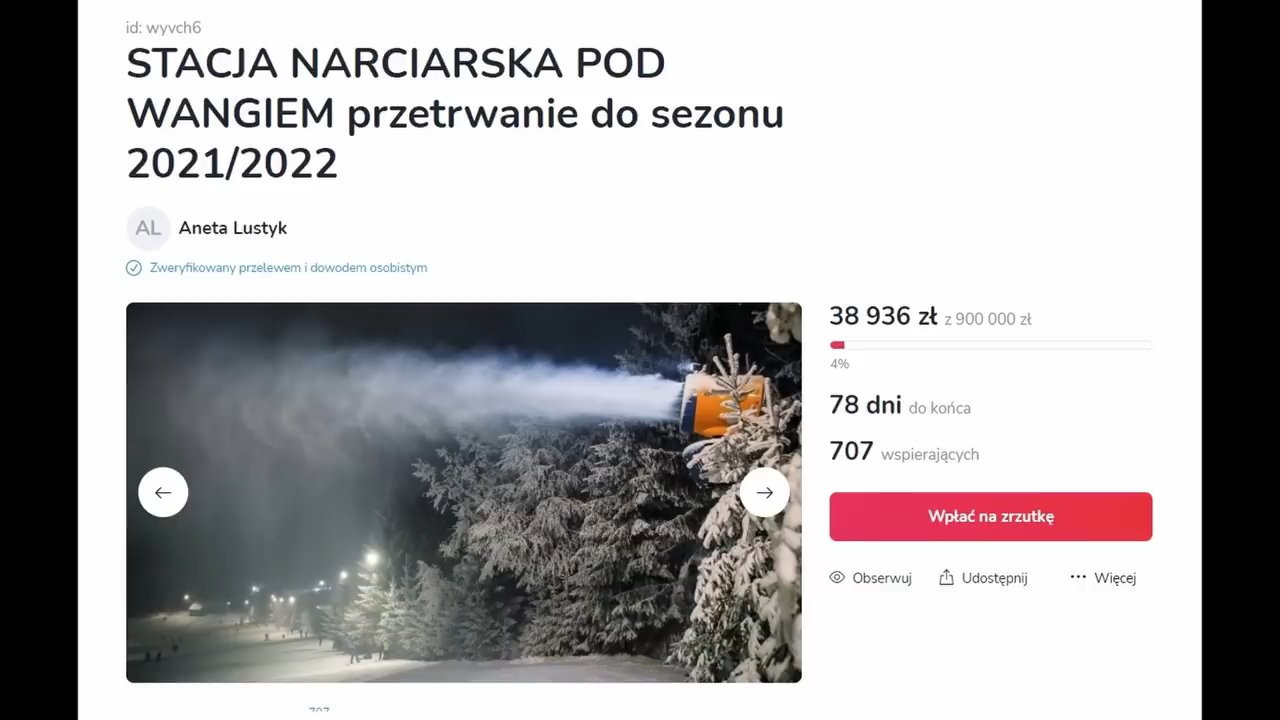 id: wyvch6
STACJA NARCIARSKA POD
WANGIEM przetrwanie do sezonu
2021/2022
AL Aneta Lustyk
Zweryfikowany przelewem i dowodem osobistym
38 936 zł z 900 000 zł
4%
78 dni do końca
707 wspierających
Wpłać na zrzutkę
Obserwuj Udostępnij Więcej
707